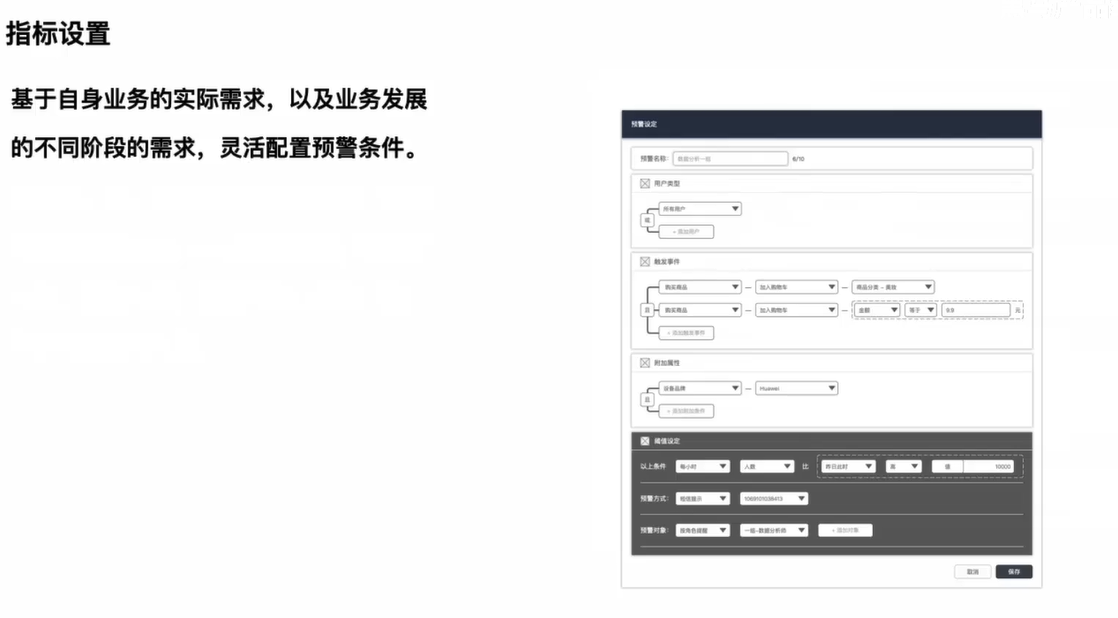 指标设置
基于自身业务的实际需求，以及业务发展
的不同阶段的需求，灵活配置预警条件。
预警设定
预警名称： 数据分析一组 6/10
用户类型
所有用户
或
+ 添加用户
触发事件
购买商品 — 加入购物车 — 商品分类 - 美妆
且
购买商品 — 加入购物车 — 金额 等于 9.9 元
+ 添加触发事件
附加属性
设备品牌 — Huawei
且
+ 添加附加条件
阈值设定
以上条件 每小时 人数 比 昨日此时 高 值 10000
预警方式： 短信提示
预警对象： 按角色提醒 一组-数据分析师 + 添加对象
取消 保存